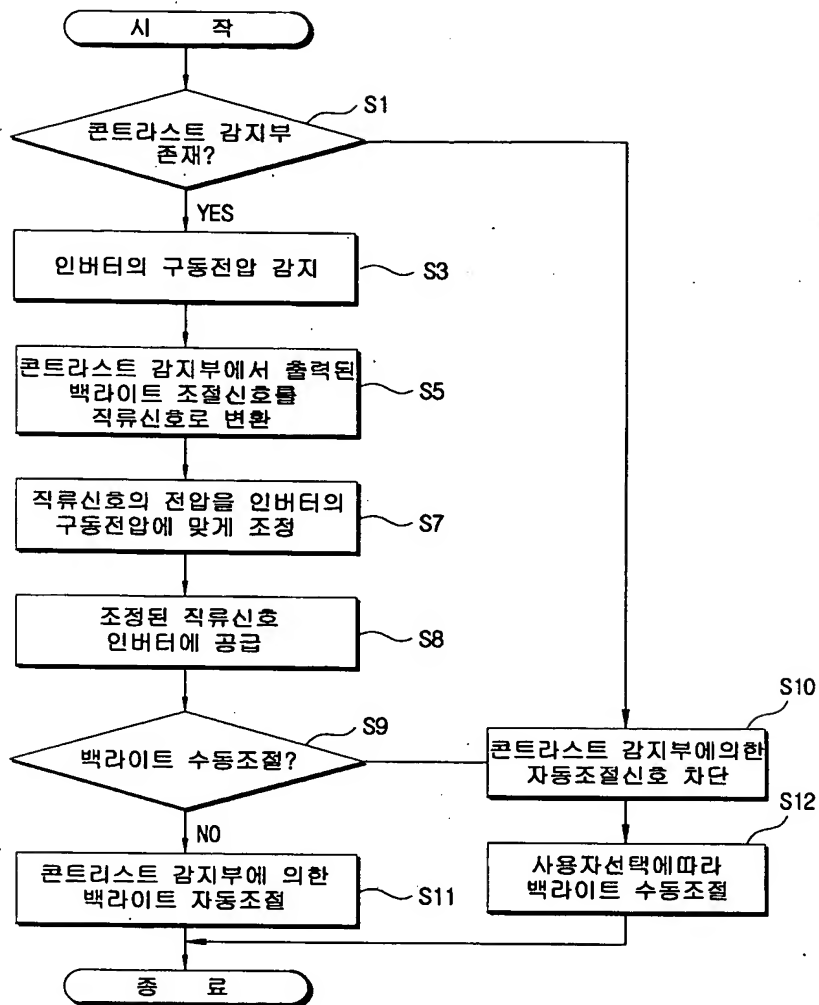 시 작
S1
콘트라스트 감지부
존재?
YES
인버터의 구동전압 감지
S3
콘트라스트 감지부에서 출력된
백라이트 조절신호를
직류신호로 변환
S5
직류신호의 전압을 인버터의
구동전압에 맞게 조정
S7
조정된 직류신호
인버터에 공급
S8
S9
백라이트 수동조절?
NO
S10
콘트라스트 감지부에의한
자동조절신호 차단
S12
사용자선택에따라
백라이트 수동조절
콘트리스트 감지부에 의한
백라이트 자동조절
S11
종 료